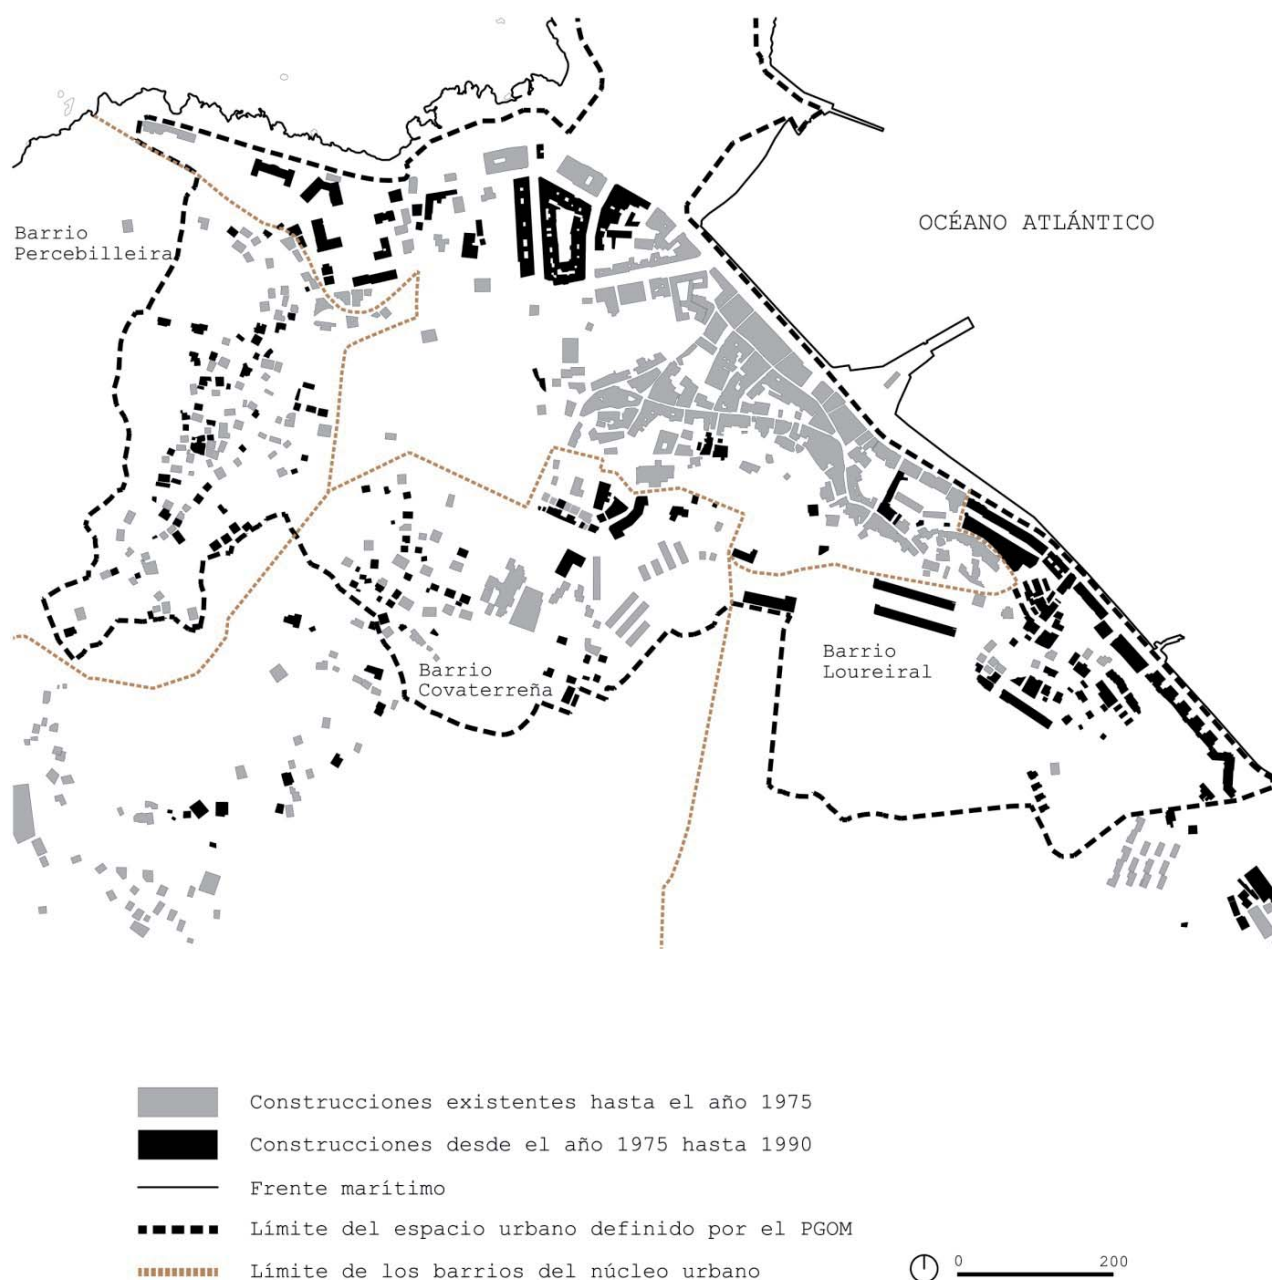 OCÉANO ATLÁNTICO
Barrio
Percebilleira
Barrio
Covaterreña
Barrio
Loureiral
Construcciones existentes hasta el año 1975
Construcciones desde el año 1975 hasta 1990
Frente marítimo
Límite del espacio urbano definido por el PGOM
Límite de los barrios del núcleo urbano
0 200